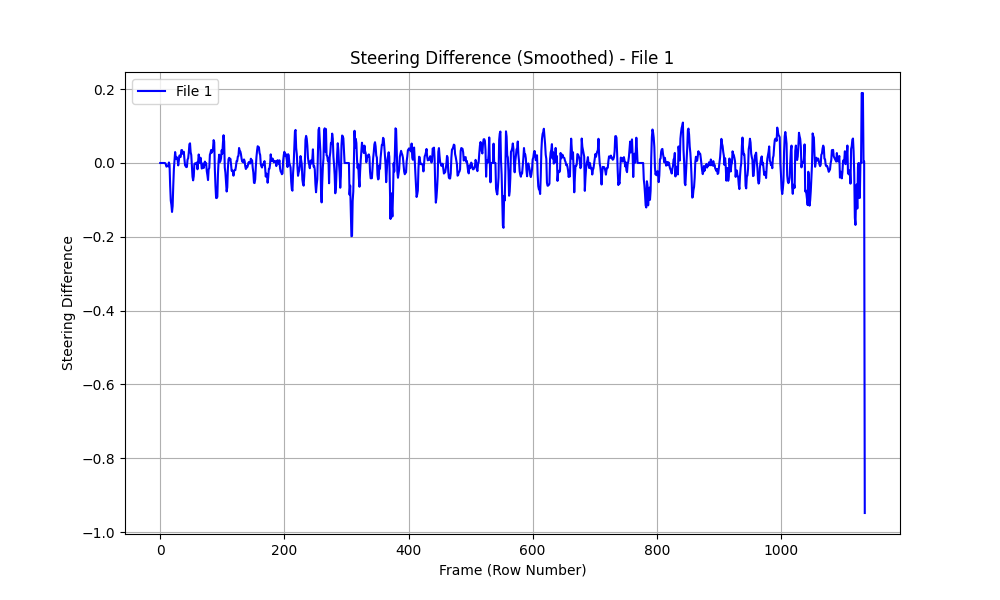 Steering Difference (Smoothed) - File 1
File 1
0.2
0.0
−0.2
−0.4
−0.6
−0.8
−1.0
Steering Difference
0 200 400 600 800 1000
Frame (Row Number)